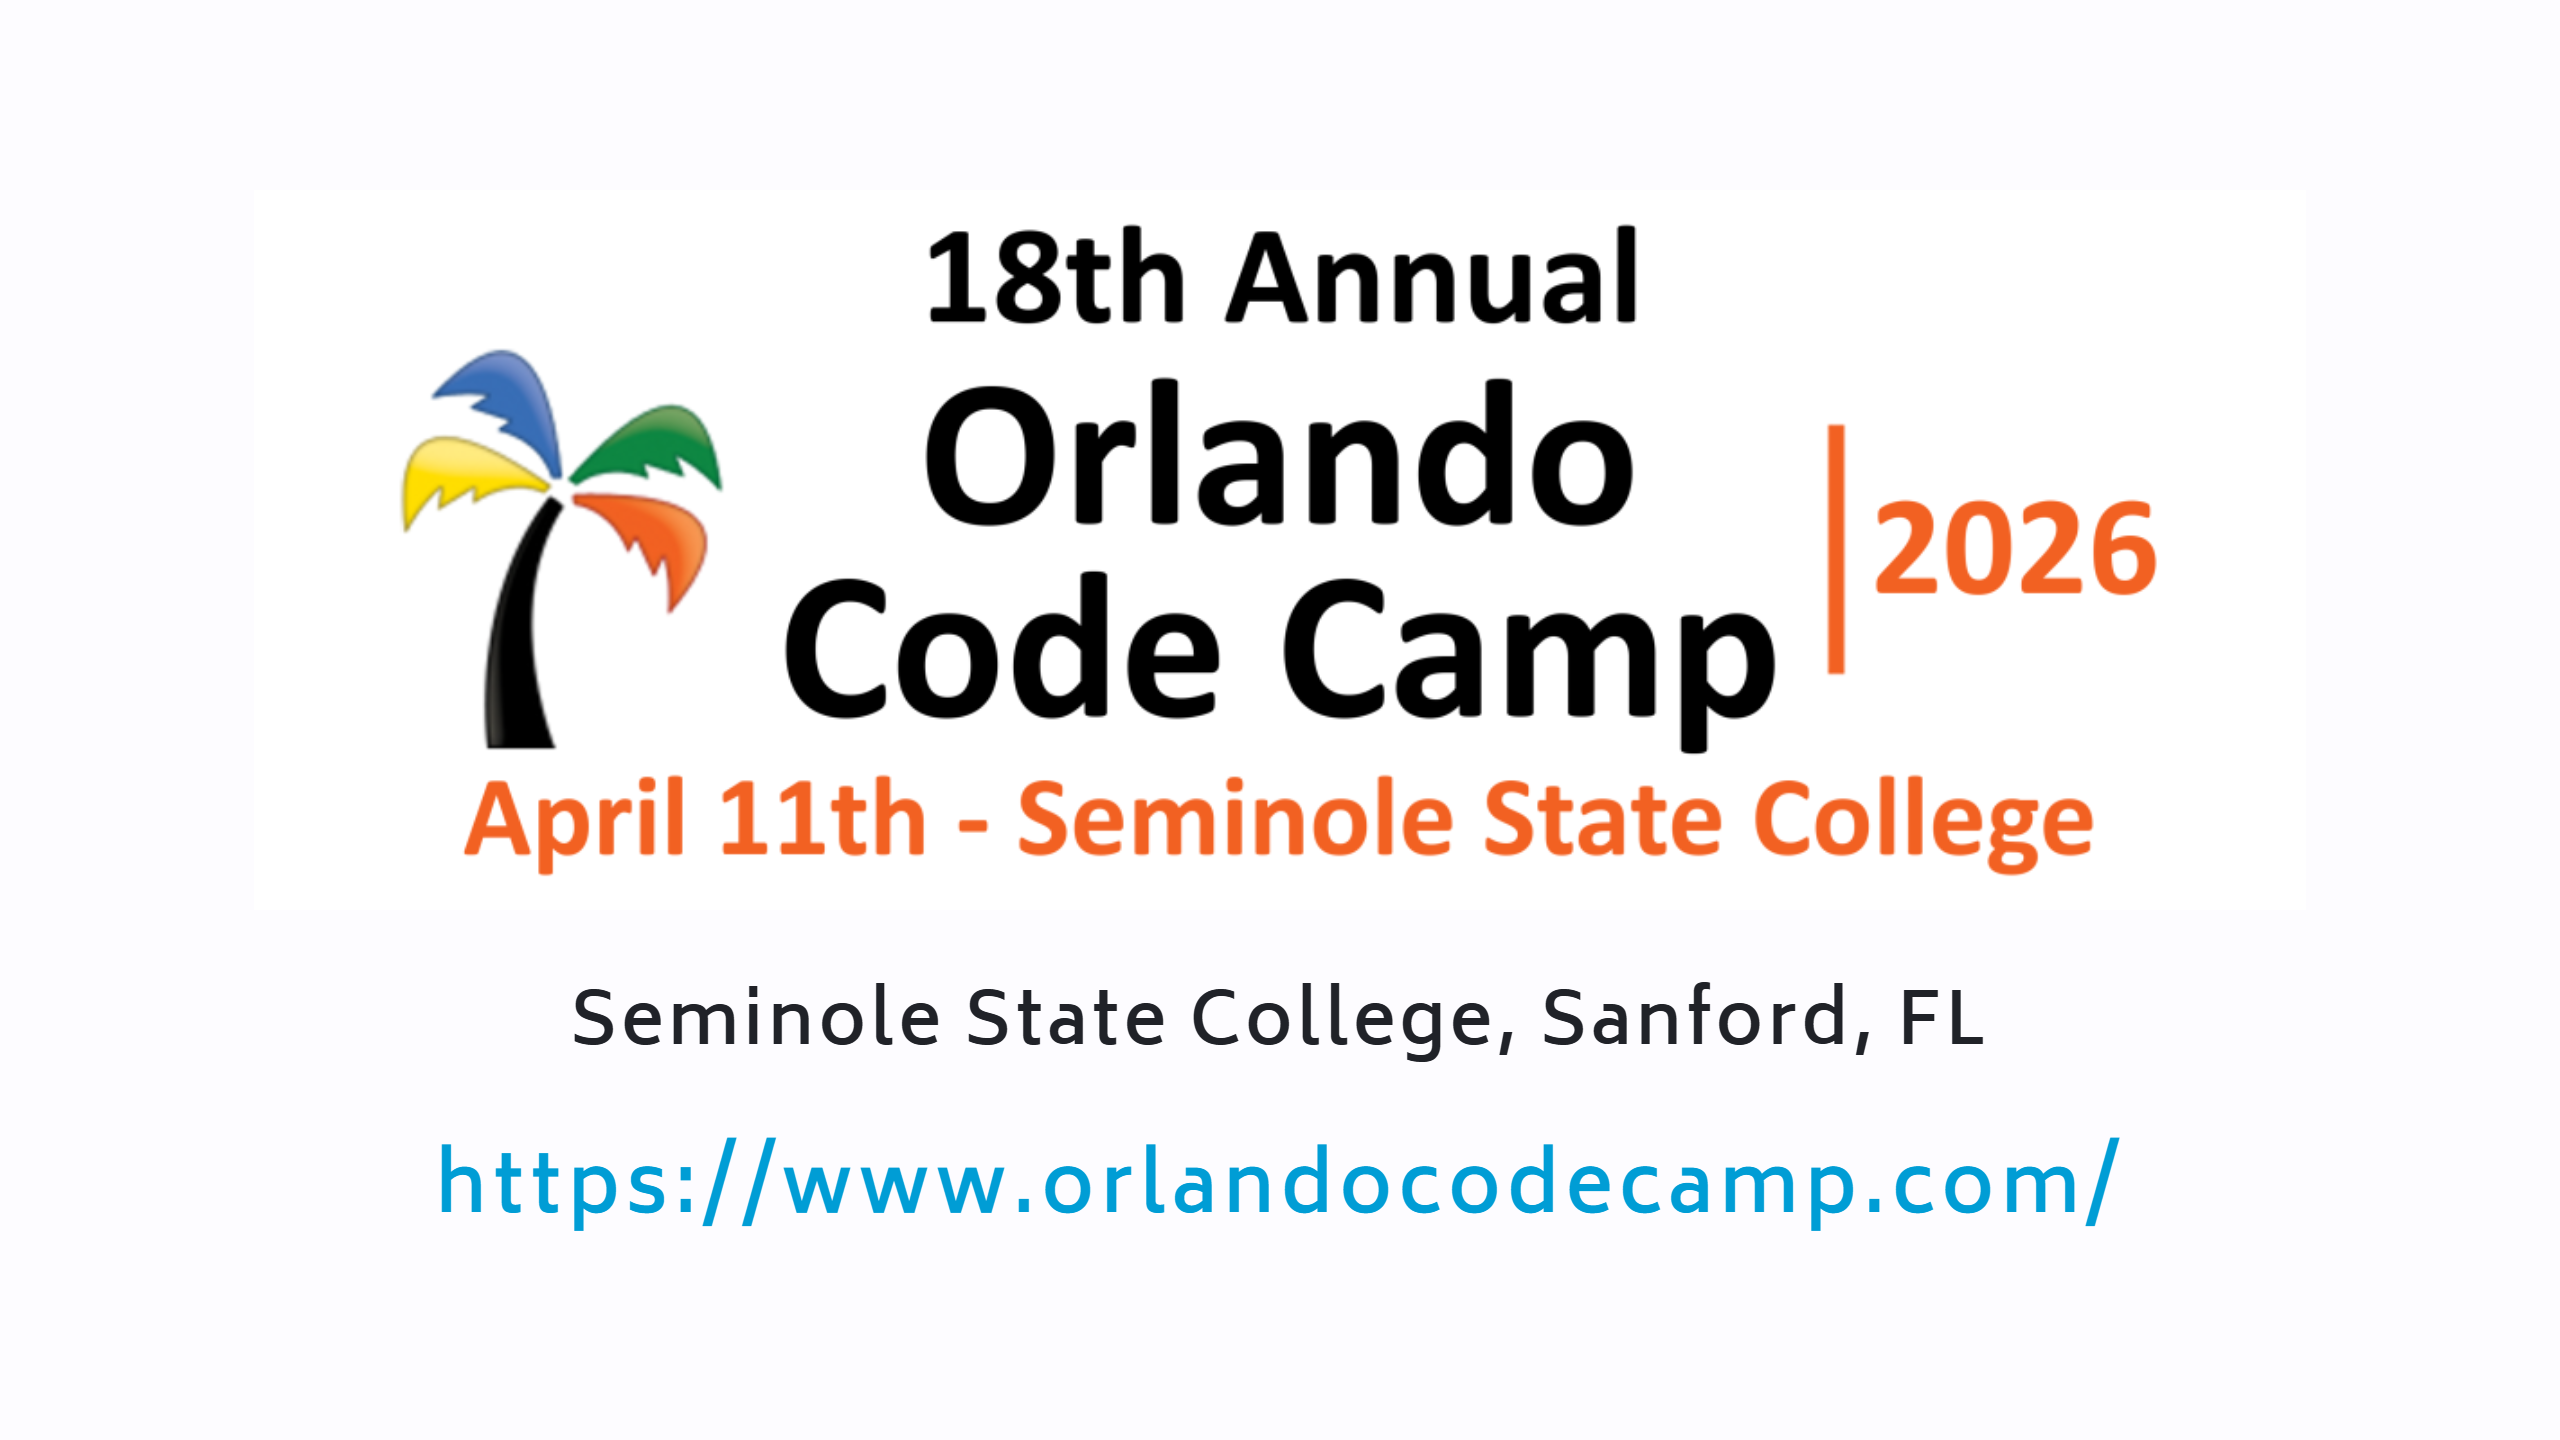 18th Annual
Orlando
Code Camp
2026
April 11th - Seminole State College
Seminole State College, Sanford, FL
https://www.orlandocodecamp.com/